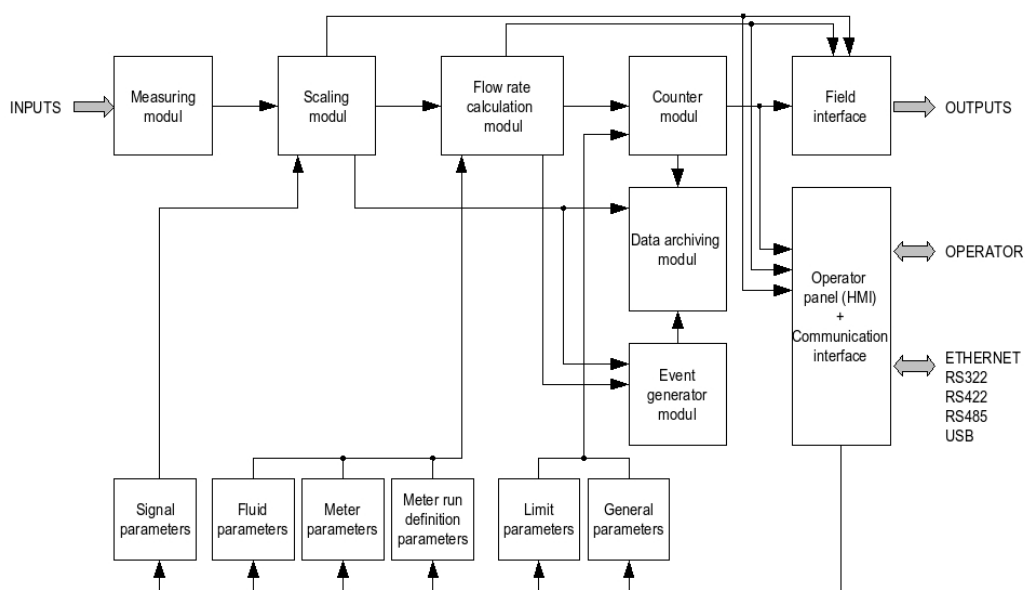 INPUTS
Measuring
modul
Scaling
modul
Flow rate
calculation
modul
Counter
modul
Field
interface
OUTPUTS
Data archiving
modul
Operator
panel (HMI)
+
Communication
interface
OPERATOR
ETHERNET
RS322
RS422
RS485
USB
Event
generator
modul
Signal
parameters
Fluid
parameters
Meter
parameters
Meter run
definition
parameters
Limit
parameters
General
parameters